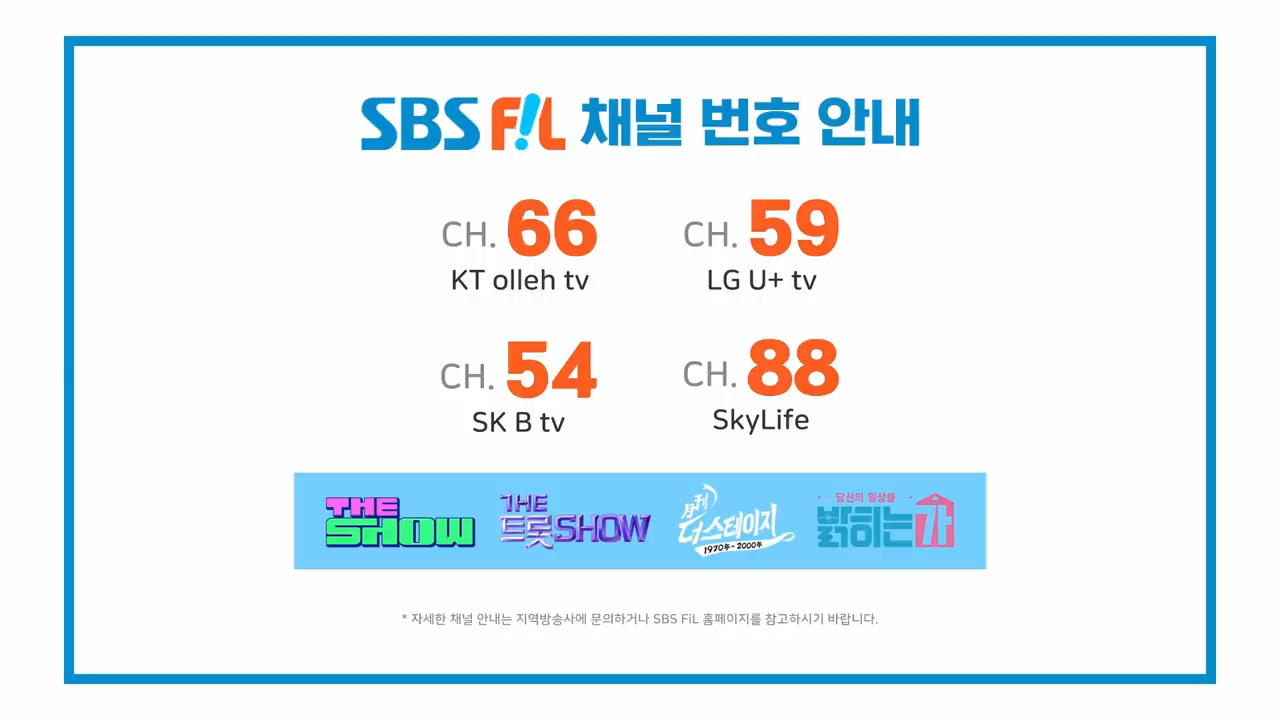 SBS F!L 채널 번호 안내
CH. 66
KT olleh tv
CH. 59
LG U+ tv
CH. 54
SK B tv
CH. 88
SkyLife
THE
SHOW
THE
트롯SHOW
月刊
더스테이지
1970年-2000年
당신의 일상을
밝히는가
* 자세한 채널 안내는 지역방송사에 문의하거나 SBS FiL 홈페이지를 참고하시기 바랍니다.